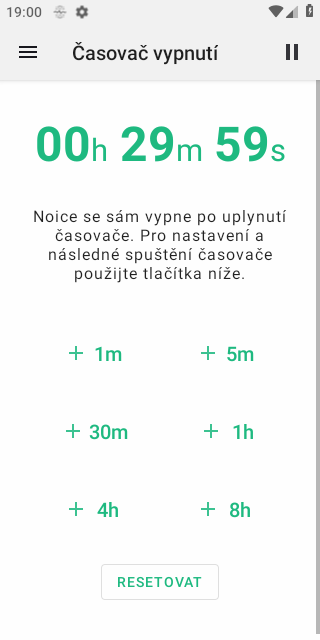 19:00
Časovač vypnutí
00h 29m 59s
Noice se sám vypne po uplynutí
časovače. Pro nastavení a
následné spuštění časovače
použijte tlačítka níže.
+ 1m + 5m
+ 30m + 1h
+ 4h + 8h
RESETOVAT